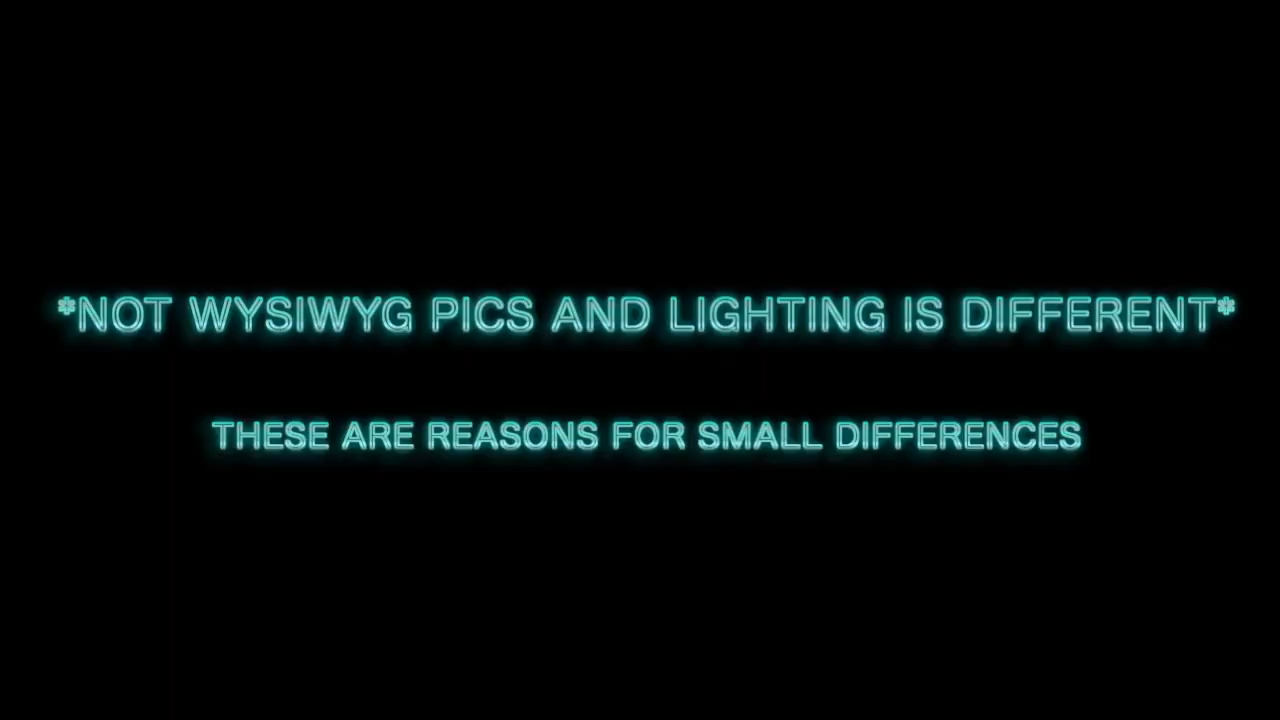 *NOT WYSIWYG PICS AND LIGHTING IS DIFFERENT*
THESE ARE REASONS FOR SMALL DIFFERENCES